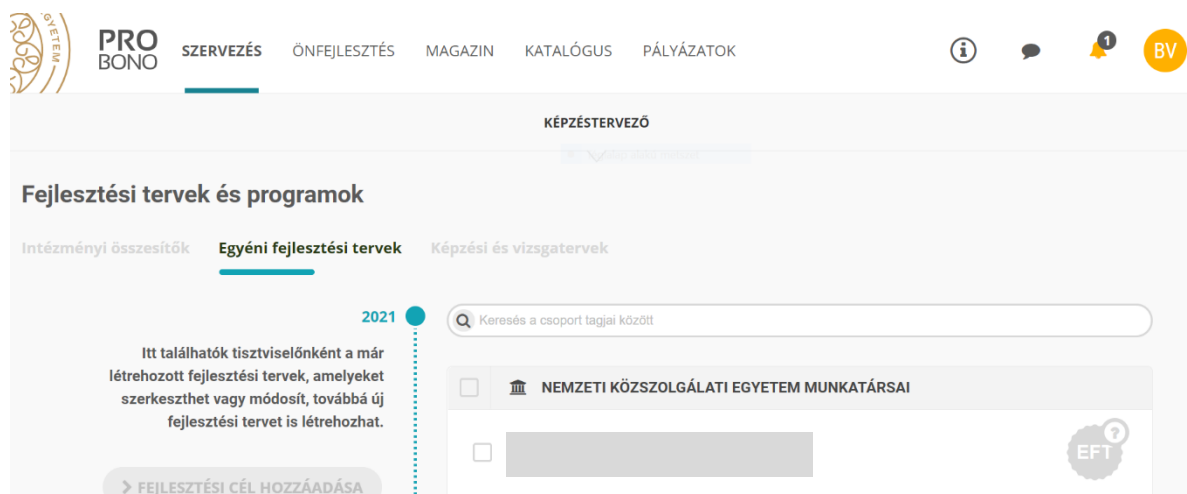 GYETEM
PRO
BONO
SZERVEZÉS ÖNFEJLESZTÉS MAGAZIN KATALÓGUS PÁLYÁZATOK
1
BV
KÉPZÉSTERVEZŐ
Fejlesztési tervek és programok
Intézményi összesítők Egyéni fejlesztési tervek Képzési és vizsgatervek
2021
Keresés a csoport tagjai között
Itt találhatók tisztviselőnként a már
létrehozott fejlesztési tervek, amelyeket
szerkeszthet vagy módosít, továbbá új
fejlesztési tervet is létrehozhat.
> FEJLESZTÉSI CÉL HOZZÁADÁSA
NEMZETI KÖZSZOLGÁLATI EGYETEM MUNKATÁRSAI
?
EFT